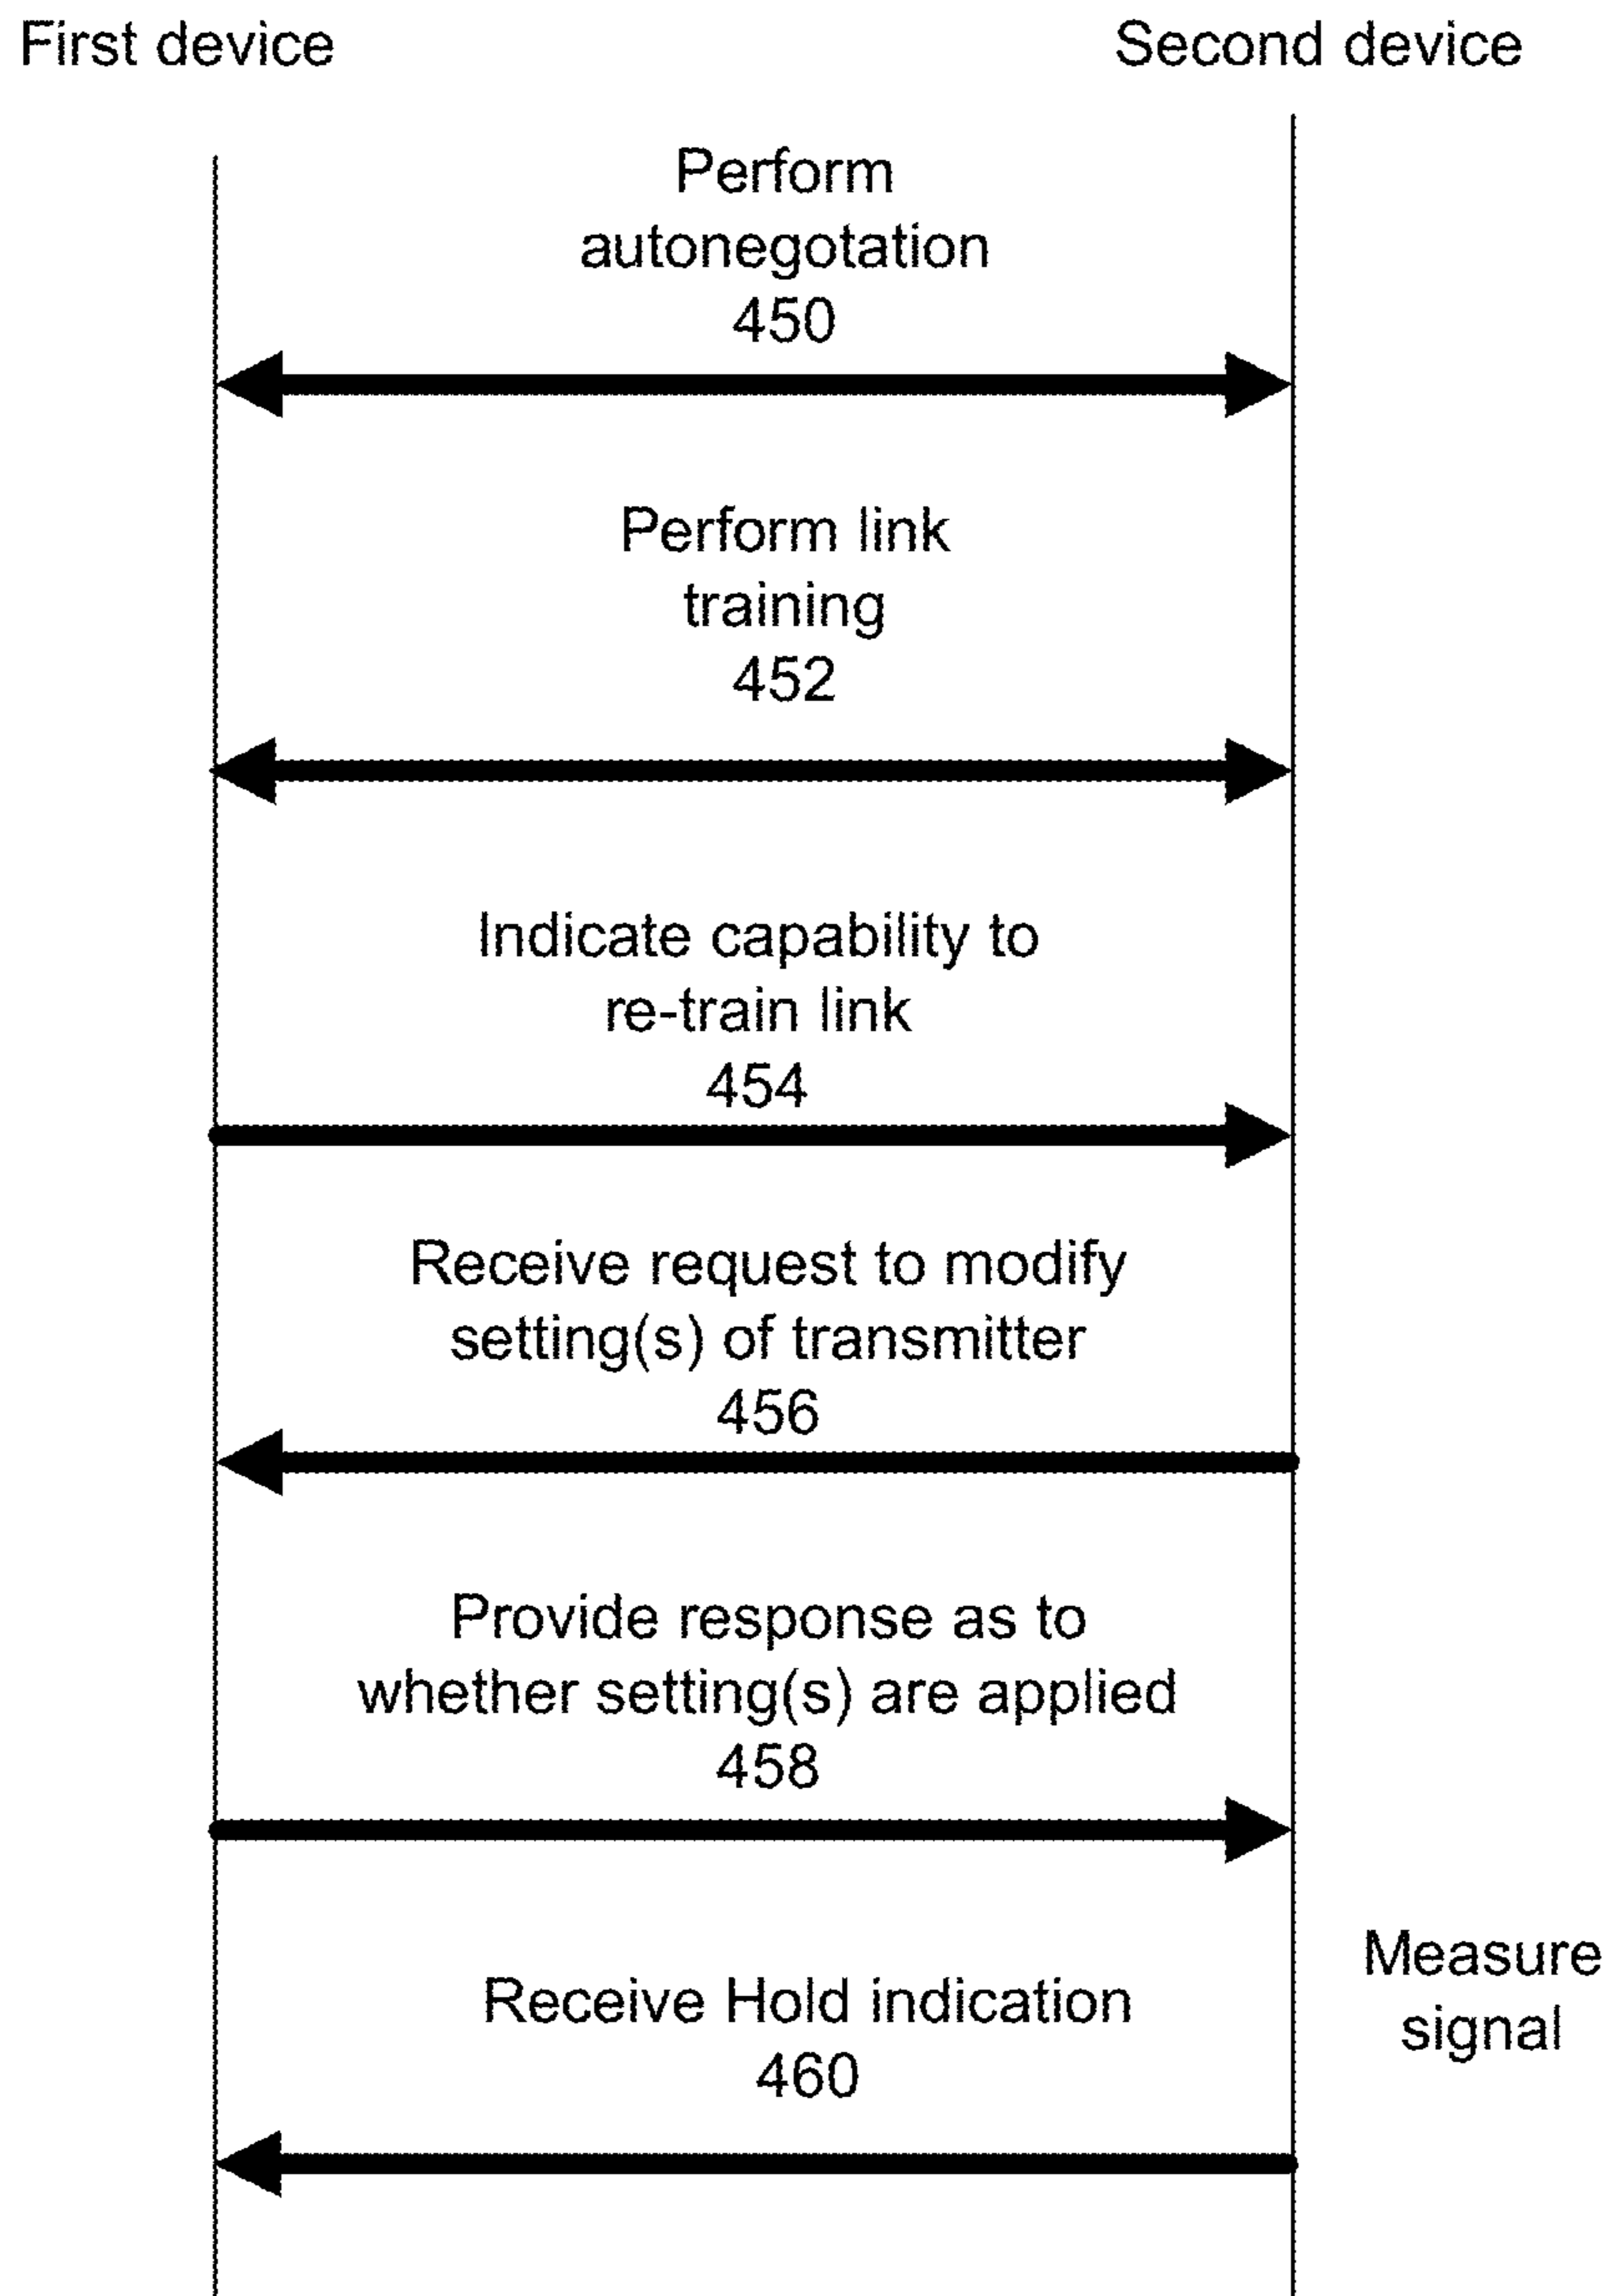 First device
Second device
Perform
autonegotation
450
Perform link
training
452
Indicate capability to
re-train link
454
Receive request to modify
setting(s) of transmitter
456
Provide response as to
whether setting(s) are applied
458
Measure
signal
Receive Hold indication
460